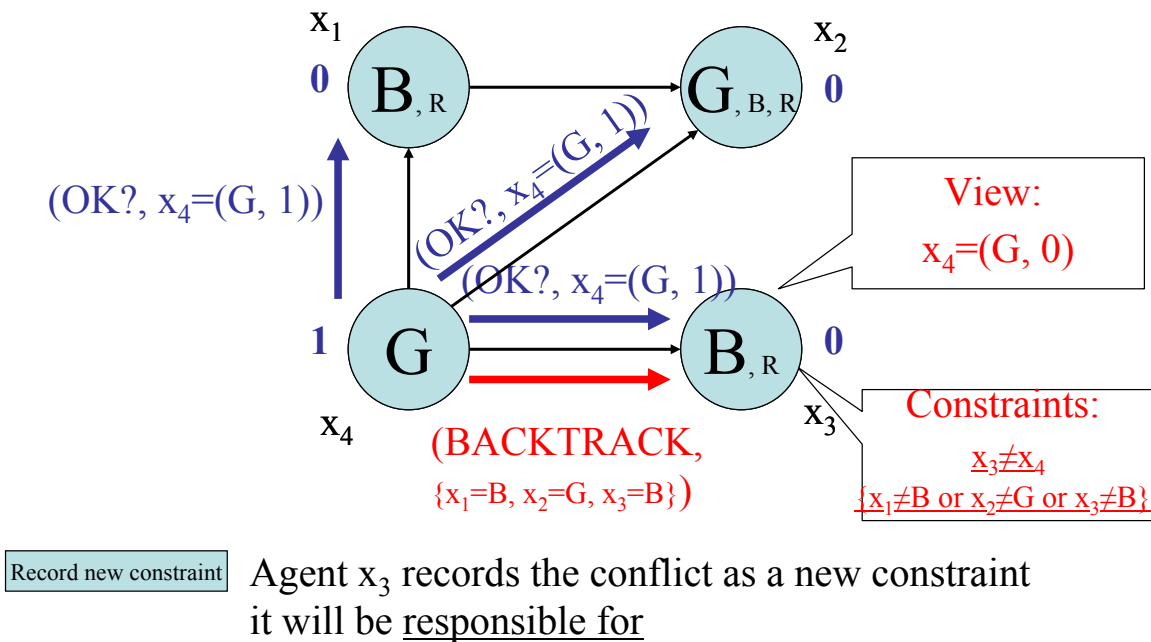 x₁
x₂
0
B, R
G, B, R
0
(OK?, x₄=(G, 1))
(OK?, x₄=(G, 1))
View:
x₄=(G, 0)
(OK?, x₄=(G, 1))
1
G
B, R
0
x₄
x₃
Constraints:
x₃≠x₄
{x₁≠B or x₂≠G or x₃≠B}
(BACKTRACK,
{x₁=B, x₂=G, x₃=B})
Record new constraint
Agent x₃ records the conflict as a new constraint
it will be responsible for